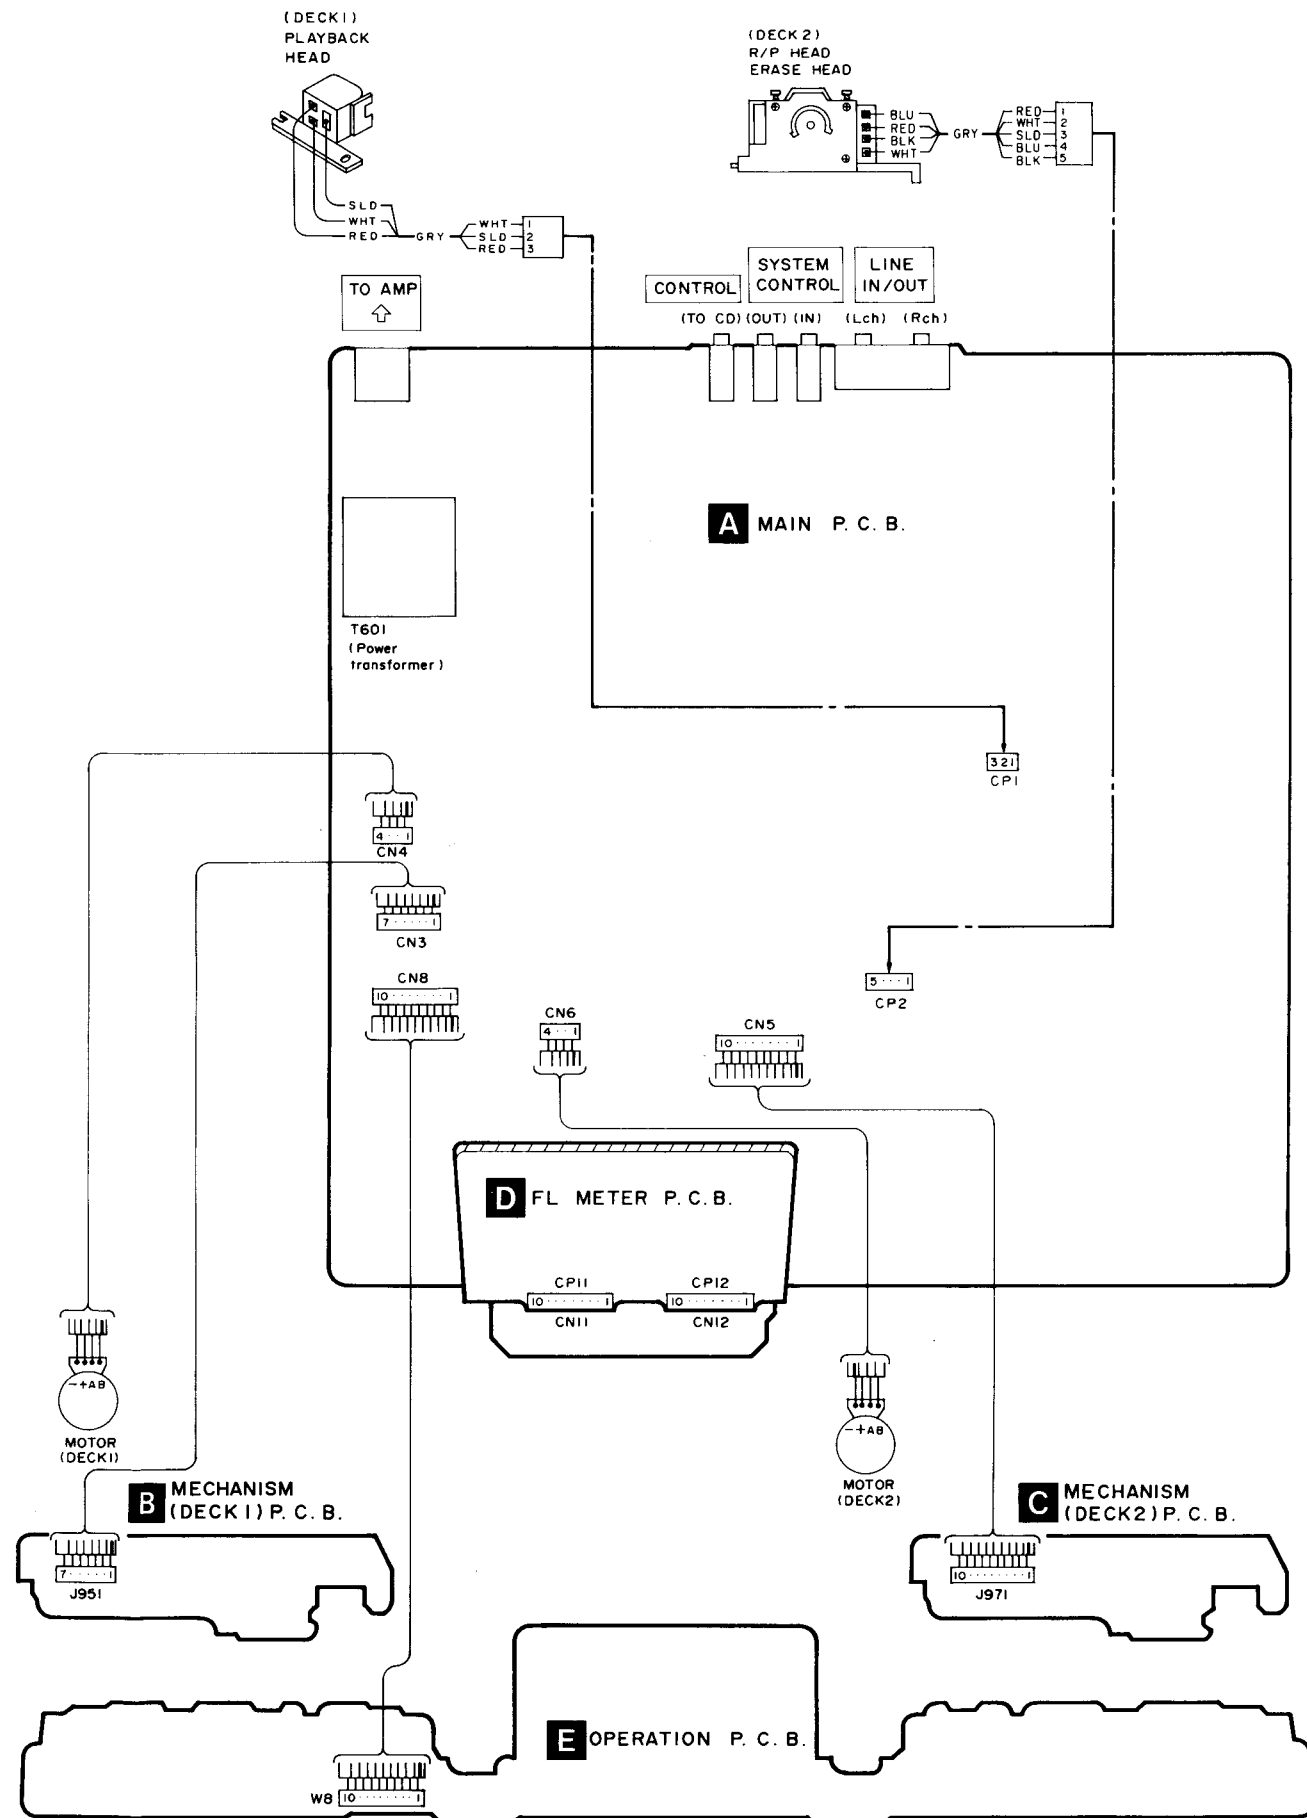 (DECK1)
PLAYBACK
HEAD
(DECK2)
R/P HEAD
ERASE HEAD
BLU
RED
BLK
WHT
GRY
RED 1
WHT 2
SLD 3
BLU 4
BLK 5
SLD
WHT
RED
GRY
WHT 1
SLD 2
RED 3
TO AMP
CONTROL
SYSTEM
CONTROL
LINE
IN/OUT
(TO CD) (OUT) (IN) (Lch) (Rch)
A MAIN P. C. B.
T601
(Power
transformer)
321
CP1
4 · · 1
CN4
7 · · · · · 1
CN3
CN8
10 · · · · · · · 1
5 · · · 1
CP2
CN6
4 · · 1
CN5
10 · · · · · · · 1
D FL METER P. C. B.
CP11
10 · · · · · · · 1
CN11
CP12
10 · · · · · · · 1
CN12
−+AB
MOTOR
(DECK1)
−+AB
MOTOR
(DECK2)
B MECHANISM
(DECK1) P. C. B.
7 · · · · · 1
J951
C MECHANISM
(DECK2) P. C. B.
10 · · · · · · · 1
J971
E OPERATION P. C. B.
W8 10 · · · · · · · 1